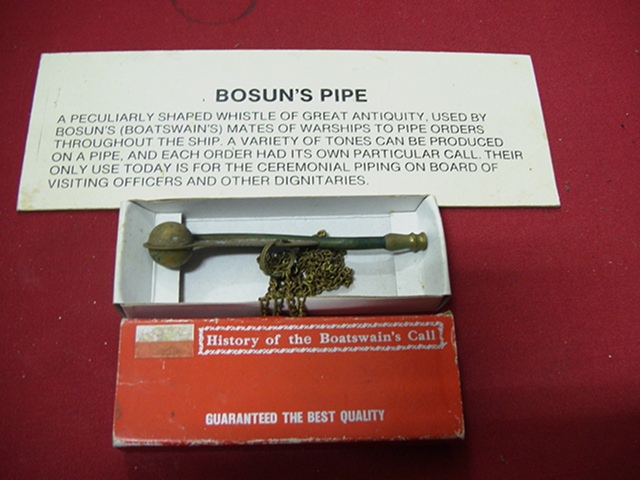 BOSUN'S PIPE
A PECULIARLY SHAPED WHISTLE OF GREAT ANTIQUITY, USED BY
BOSUN'S (BOATSWAIN'S) MATES OF WARSHIPS TO PIPE ORDERS
THROUGHOUT THE SHIP. A VARIETY OF TONES CAN BE PRODUCED
ON A PIPE, AND EACH ORDER HAD ITS OWN PARTICULAR CALL. THEIR
ONLY USE TODAY IS FOR THE CEREMONIAL PIPING ON BOARD OF
VISITING OFFICERS AND OTHER DIGNITARIES.
History of the Boatswain's Call
GUARANTEED THE BEST QUALITY